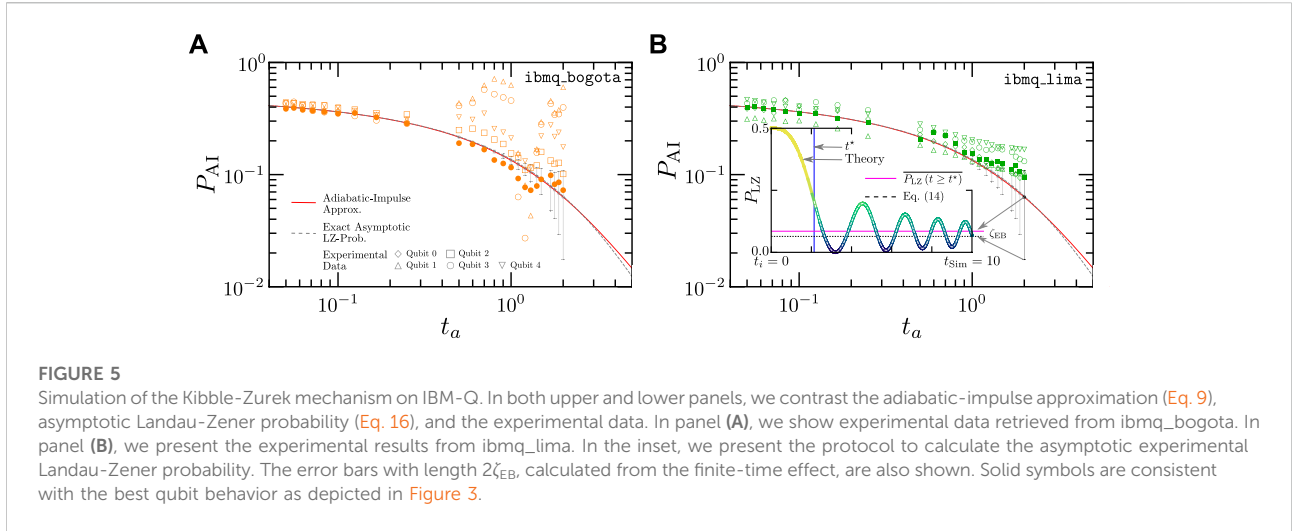 A
B
10^0
10^-1
10^-2
P_AI
ibmq_bogota
Adiabatic-Impulse
Approx.
Exact Asymptotic
LZ-Prob.
Experimental
Data
Qubit 0
Qubit 2
Qubit 1
Qubit 3
Qubit 4
10^-1
10^0
t_a
10^0
10^-1
10^-2
P_AI
ibmq_lima
0.5
P_LZ
0.0
t*
Theory
P_LZ(t ≥ t*)
Eq. (14)
ζ_EB
t_i = 0
t_Sim = 10
10^-1
10^0
t_a
FIGURE 5
Simulation of the Kibble-Zurek mechanism on IBM-Q. In both upper and lower panels, we contrast the adiabatic-impulse approximation (Eq. 9),
asymptotic Landau-Zener probability (Eq. 16), and the experimental data. In panel (A), we show experimental data retrieved from ibmq_bogota. In
panel (B), we present the experimental results from ibmq_lima. In the inset, we present the protocol to calculate the asymptotic experimental
Landau-Zener probability. The error bars with length 2ζ_EB, calculated from the finite-time effect, are also shown. Solid symbols are consistent
with the best qubit behavior as depicted in Figure 3.